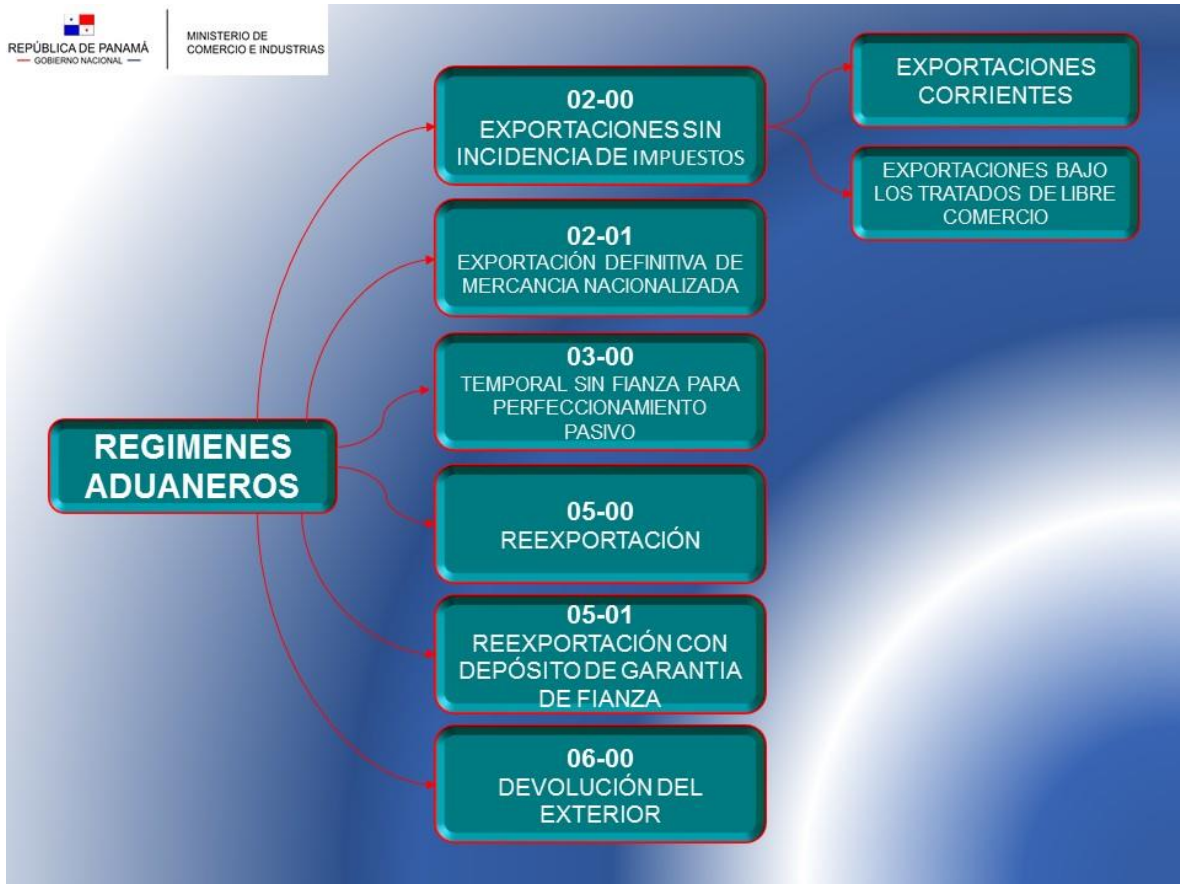 REPÚBLICA DE PANAMÁ
— GOBIERNO NACIONAL —
MINISTERIO DE
COMERCIO E INDUSTRIAS
REGIMENES
ADUANEROS
02-00
EXPORTACIONES SIN
INCIDENCIA DE IMPUESTOS
EXPORTACIONES
CORRIENTES
EXPORTACIONES BAJO
LOS TRATADOS DE LIBRE
COMERCIO
02-01
EXPORTACIÓN DEFINITIVA DE
MERCANCIA NACIONALIZADA
03-00
TEMPORAL SIN FIANZA PARA
PERFECCIONAMIENTO
PASIVO
05-00
REEXPORTACIÓN
05-01
REEXPORTACIÓN CON
DEPÓSITO DE GARANTIA
DE FIANZA
06-00
DEVOLUCIÓN DEL
EXTERIOR